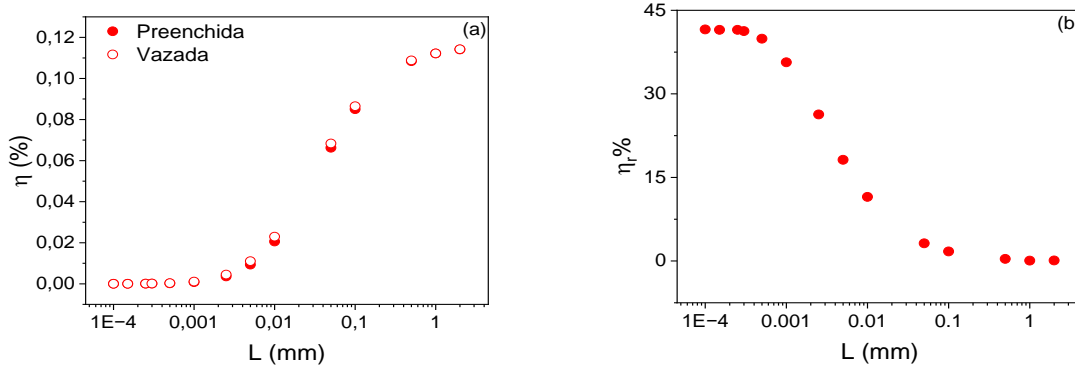 (a)
Preenchida
Vazada
η (%)
0,12
0,10
0,08
0,06
0,04
0,02
0,00
1E−4
0,001
0,01
0,1
1
L (mm)
(b
ηr%
45
30
15
0
1E−4
0.001
0.01
0.1
1
L (mm)